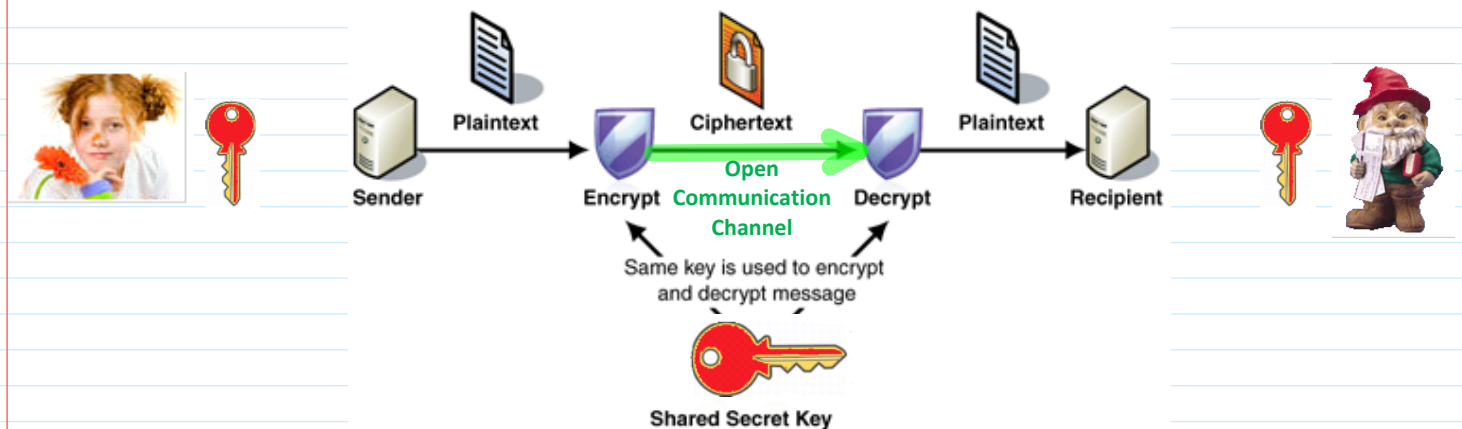 Plaintext
Ciphertext
Plaintext
Sender
Encrypt
Open
Communication
Channel
Decrypt
Recipient
Same key is used to encrypt
and decrypt message
Shared Secret Key